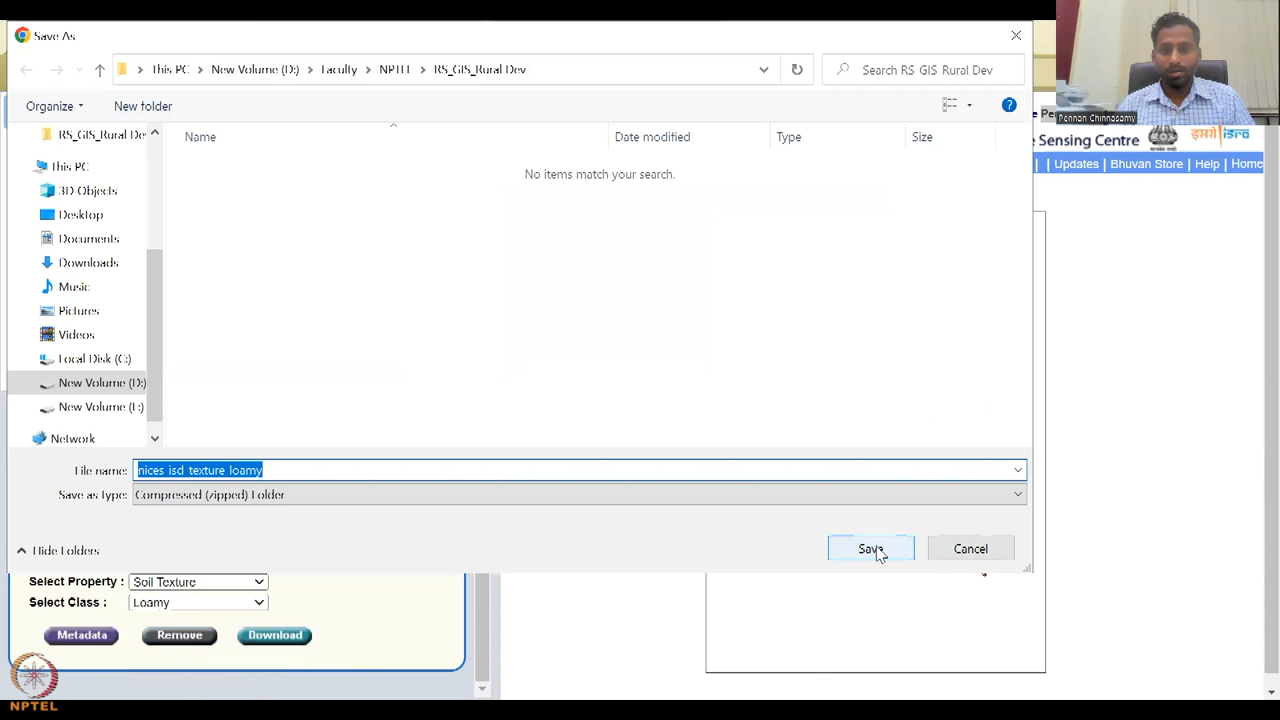 Save As
This PC
New Volume (D:)
Faculty
NPTEL
RS_GIS_Rural Dev
Search RS GIS Rural Dev
Organize
New folder
Pennan Chinnasamy
Sensing Centre
इसरो isro
| | Updates | Bhuvan Store | Help | Home
RS_GIS_Rural De
This PC
3D Objects
Desktop
Documents
Downloads
Music
Pictures
Videos
Local Disk (C:)
New Volume (D:)
Network
Name
Date modified
Type
Size
No items match your search.
File name:
nices isd texture loamy
Save as type:
Compressed (zipped) Folder
Hide Folders
Save
Cancel
Select Property :
Soil Texture
Select Class :
Loamy
Metadata
Remove
Download
NPTEL